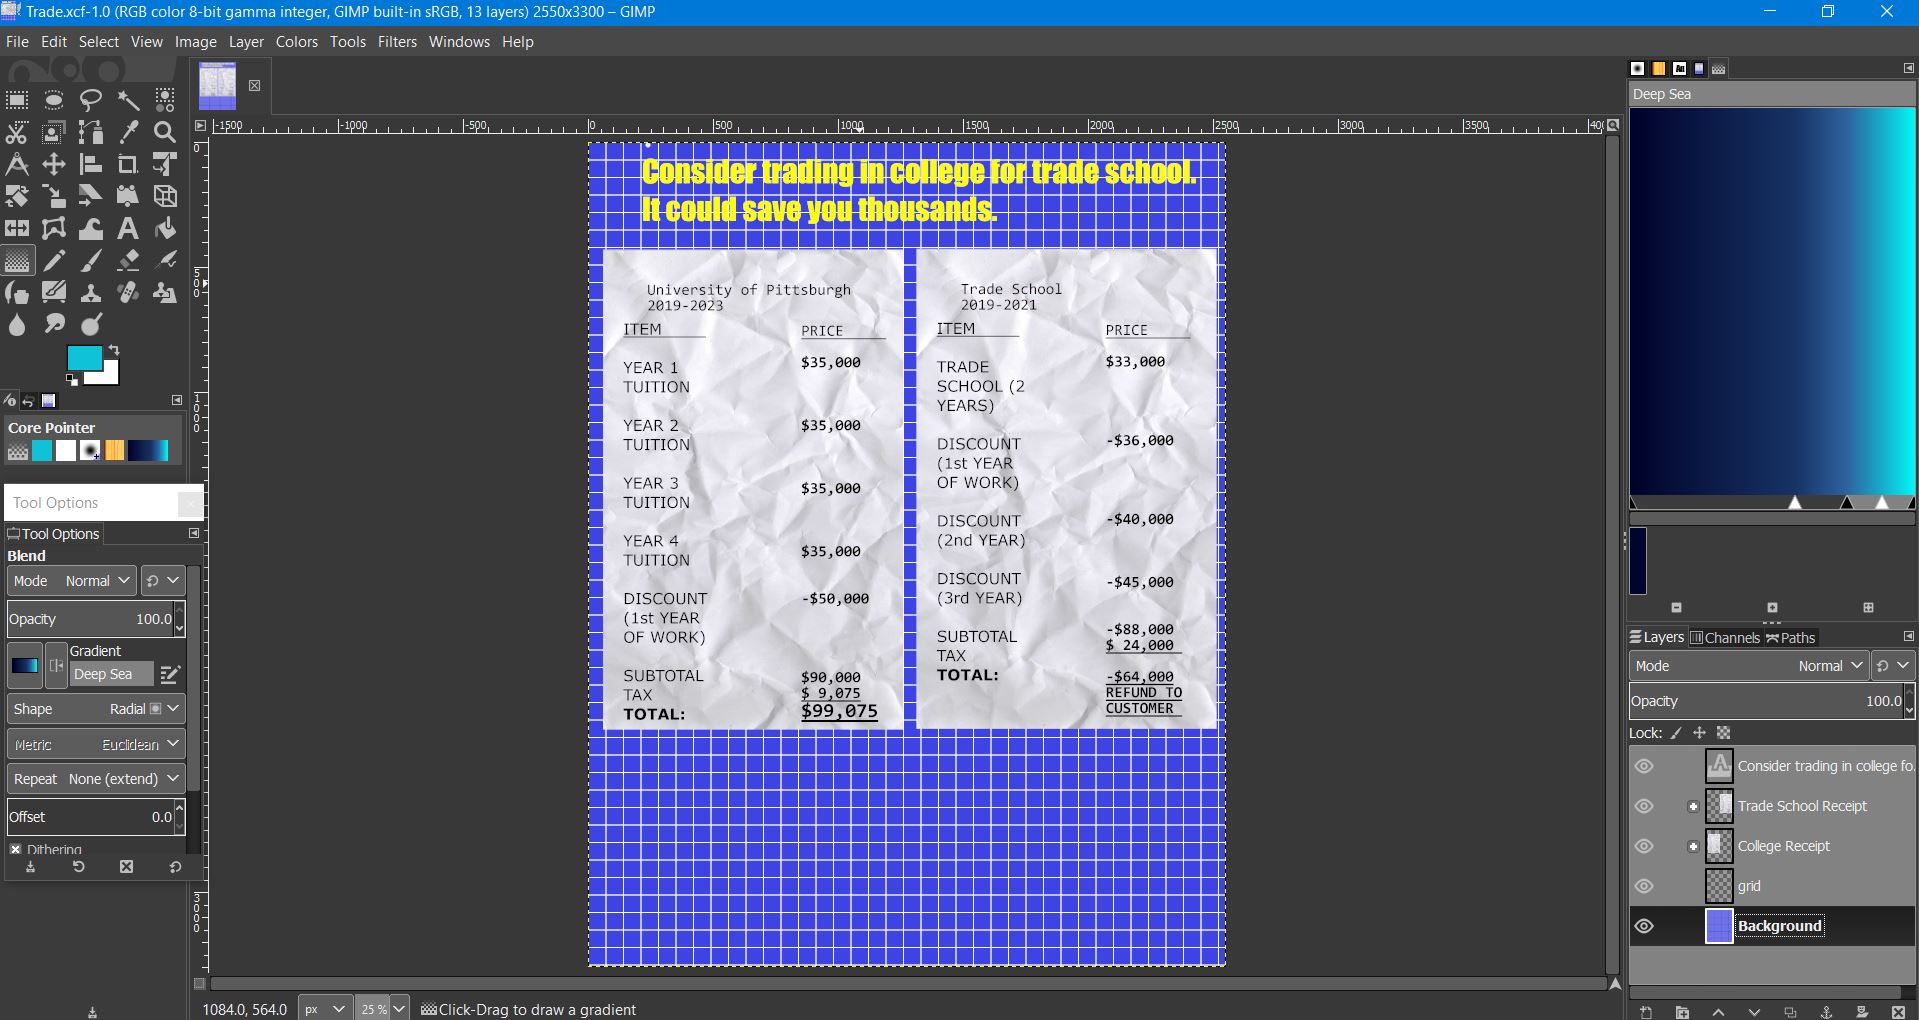 Trade.xcf-1.0 (RGB color 8-bit gamma integer, GIMP built-in sRGB, 13 layers) 2550x3300 – GIMP
File Edit Select View Image Layer Colors Tools Filters Windows Help
-1500 -1000 -500 0 500 1000 1500 2000 2500 3000 3500
0
500
1000
3000
Core Pointer
Tool Options
Tool Options
Blend
Mode Normal
Opacity 100.0
Gradient
Deep Sea
Shape Radial
Metric Euclidean
Repeat None (extend)
Offset 0.0
Dithering
Consider trading in college for trade school.
It could save you thousands.
University of Pittsburgh
2019-2023
ITEM PRICE
YEAR 1 $35,000
TUITION
YEAR 2 $35,000
TUITION
YEAR 3 $35,000
TUITION
YEAR 4 $35,000
TUITION
DISCOUNT -$50,000
(1st YEAR
OF WORK)
SUBTOTAL $90,000
TAX $ 9,075
TOTAL: $99,075
Trade School
2019-2021
ITEM PRICE
TRADE $33,000
SCHOOL (2
YEARS)
DISCOUNT -$36,000
(1st YEAR
OF WORK)
DISCOUNT -$40,000
(2nd YEAR)
DISCOUNT -$45,000
(3rd YEAR)
SUBTOTAL -$88,000
TAX $ 24,000
TOTAL: -$64,000
REFUND TO
CUSTOMER
1084.0, 564.0 px 25 % Click-Drag to draw a gradient
Deep Sea
Layers Channels Paths
Mode Normal
Opacity 100.0
Lock:
Consider trading in college fo
Trade School Receipt
College Receipt
grid
Background